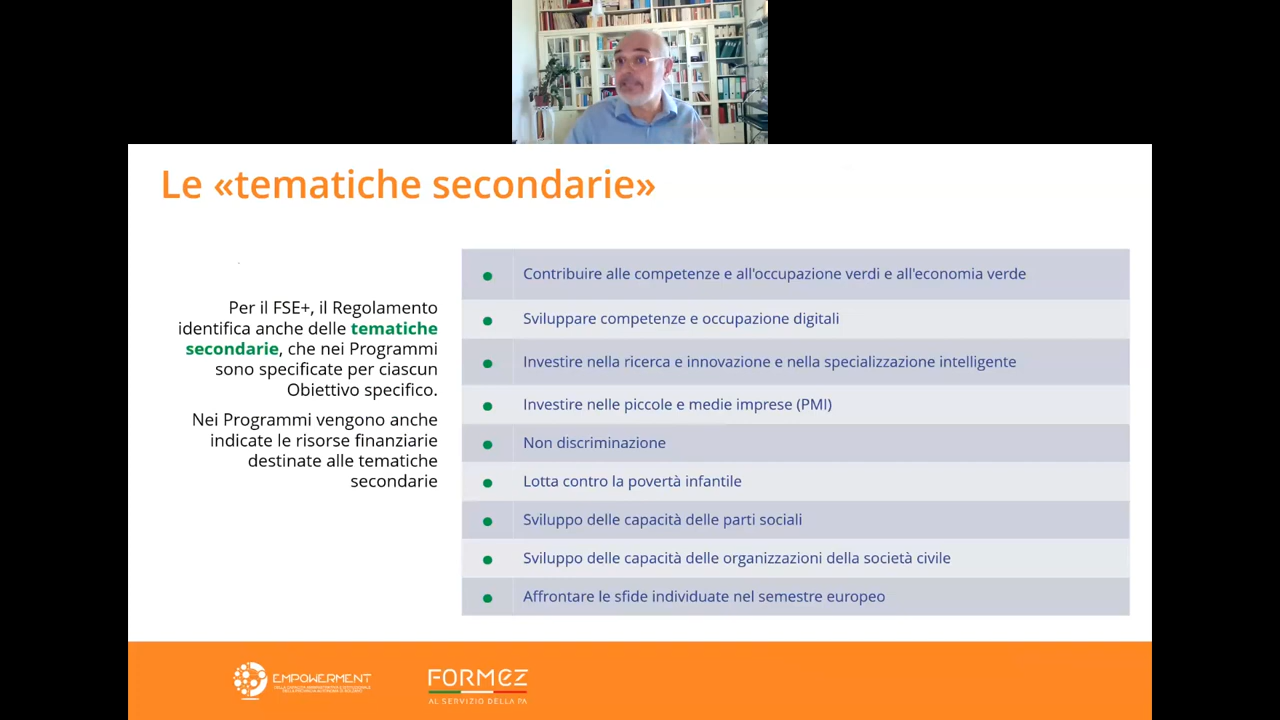 Le «tematiche secondarie»
Per il FSE+, il Regolamento
identifica anche delle tematiche
secondarie, che nei Programmi
sono specificate per ciascun
Obiettivo specifico.
Nei Programmi vengono anche
indicate le risorse finanziarie
destinate alle tematiche
secondarie
Contribuire alle competenze e all'occupazione verdi e all'economia verde
Sviluppare competenze e occupazione digitali
Investire nella ricerca e innovazione e nella specializzazione intelligente
Investire nelle piccole e medie imprese (PMI)
Non discriminazione
Lotta contro la povertà infantile
Sviluppo delle capacità delle parti sociali
Sviluppo delle capacità delle organizzazioni della società civile
Affrontare le sfide individuate nel semestre europeo
EMPOWERMENT
FORMEZ
AL SERVIZIO DELLA PA